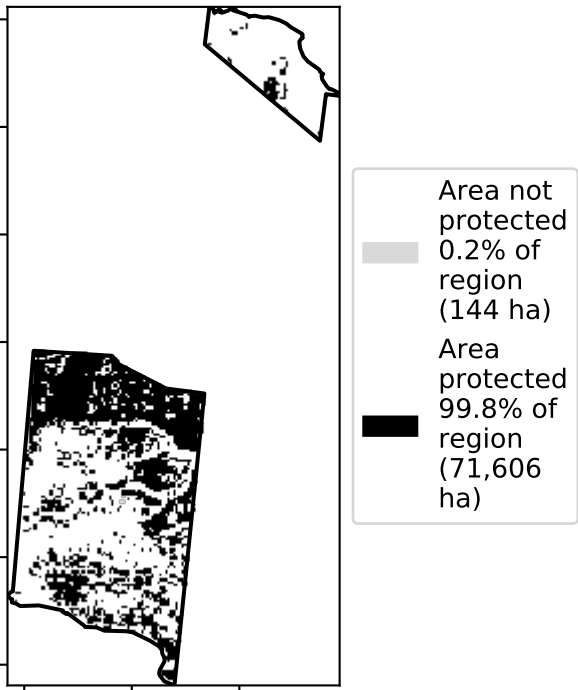 Area not
protected
0.2% of
region
(144 ha)
Area
protected
99.8% of
region
(71,606
ha)